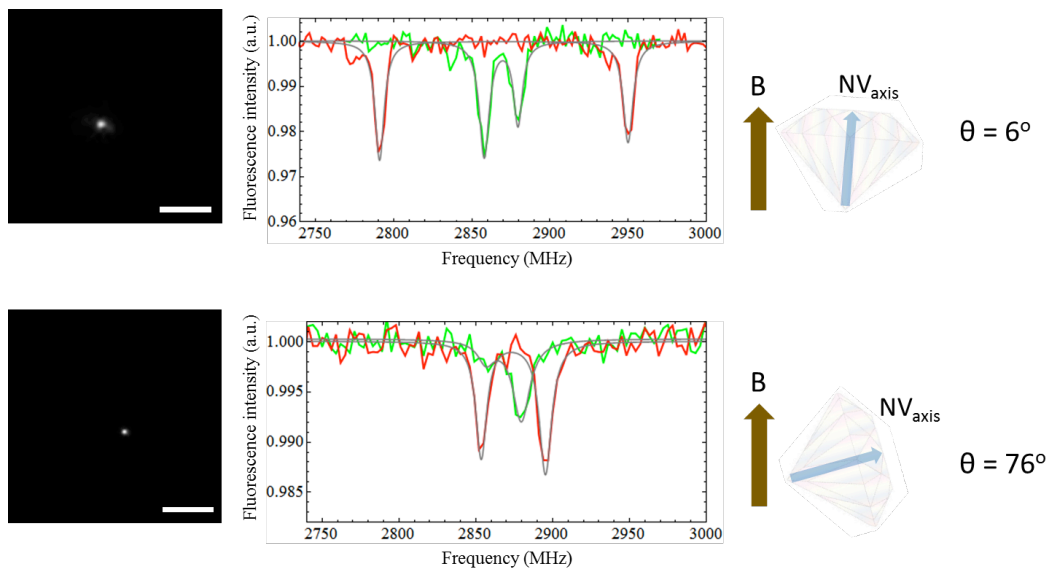 Fluorescence intensity (a.u.)
1.00
0.99
0.98
0.97
0.96
2750 2800 2850 2900 2950 3000
Frequency (MHz)
B
NVaxis
θ = 6º
Fluorescence intensity (a.u.)
1.000
0.995
0.990
0.985
2750 2800 2850 2900 2950 3000
Frequency (MHz)
B
NVaxis
θ = 76º